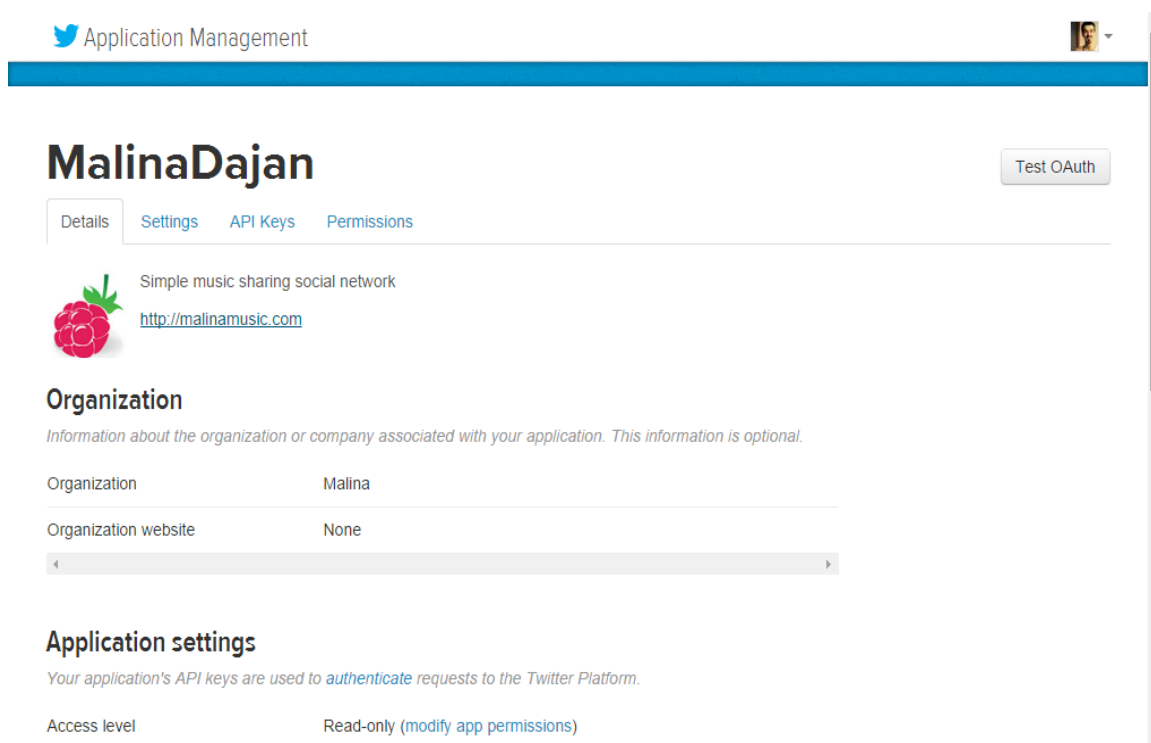 Application Management
MalinaDajan
Test OAuth
Details Settings API Keys Permissions
Simple music sharing social network
http://malinamusic.com
Organization
Information about the organization or company associated with your application. This information is optional.
Organization Malina
Organization website None
Application settings
Your application's API keys are used to authenticate requests to the Twitter Platform.
Access level Read-only (modify app permissions)